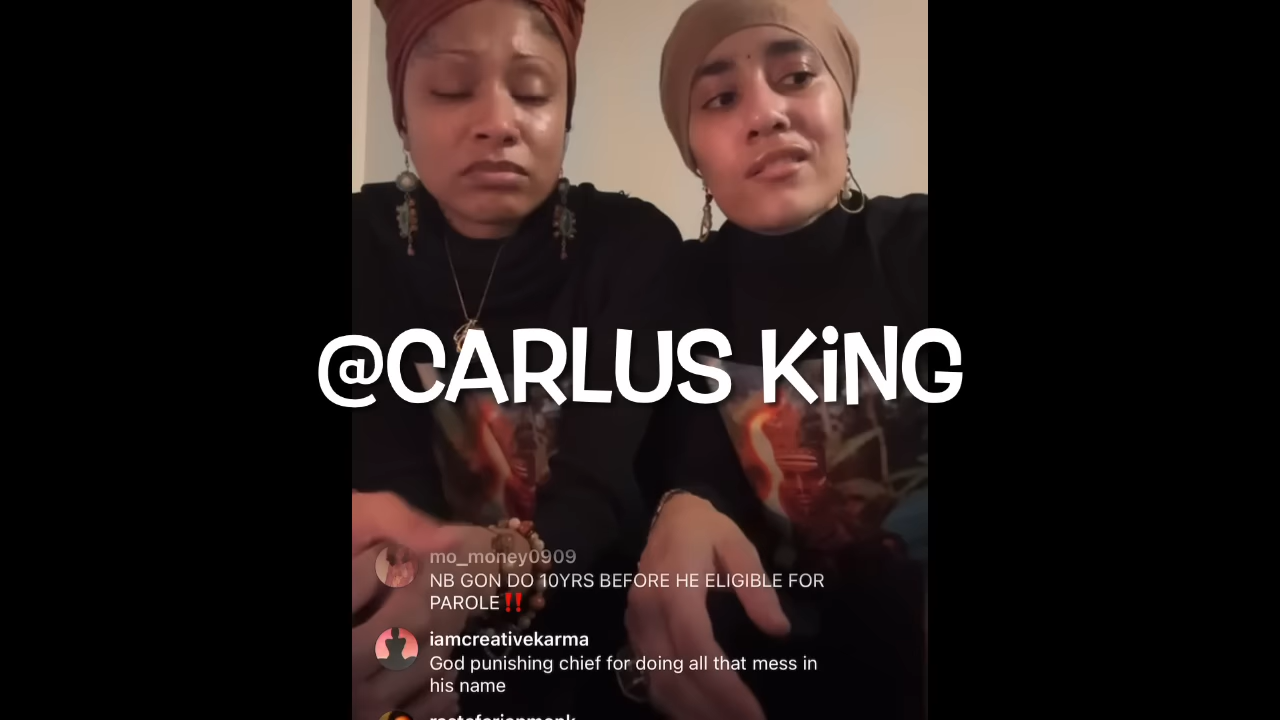 @CARLUS KiNG
mo_money0909
NB GON DO 10YRS BEFORE HE ELIGIBLE FOR
PAROLE‼️
iamcreativekarma
God punishing chief for doing all that mess in
his name